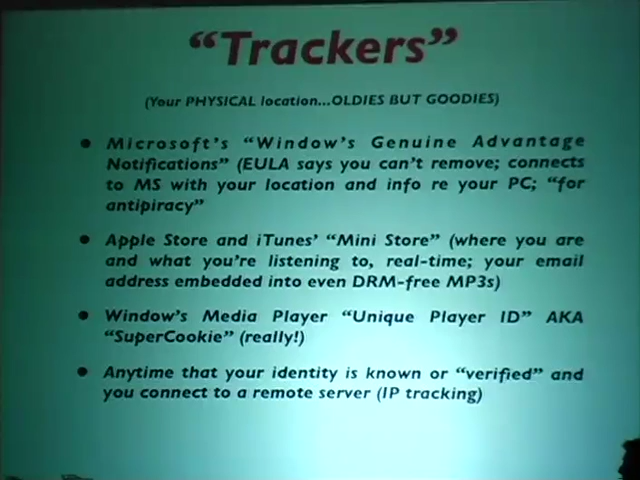 “Trackers”
(Your PHYSICAL location...OLDIES BUT GOODIES)
• Microsoft's “Window's Genuine Advantage
Notifications” (EULA says you can't remove; connects
to MS with your location and info re your PC; “for
antipiracy”
• Apple Store and iTunes' “Mini Store” (where you are
and what you're listening to, real-time; your email
address embedded into even DRM-free MP3s)
• Window's Media Player “Unique Player ID” AKA
“SuperCookie” (really!)
• Anytime that your identity is known or “verified” and
you connect to a remote server (IP tracking)